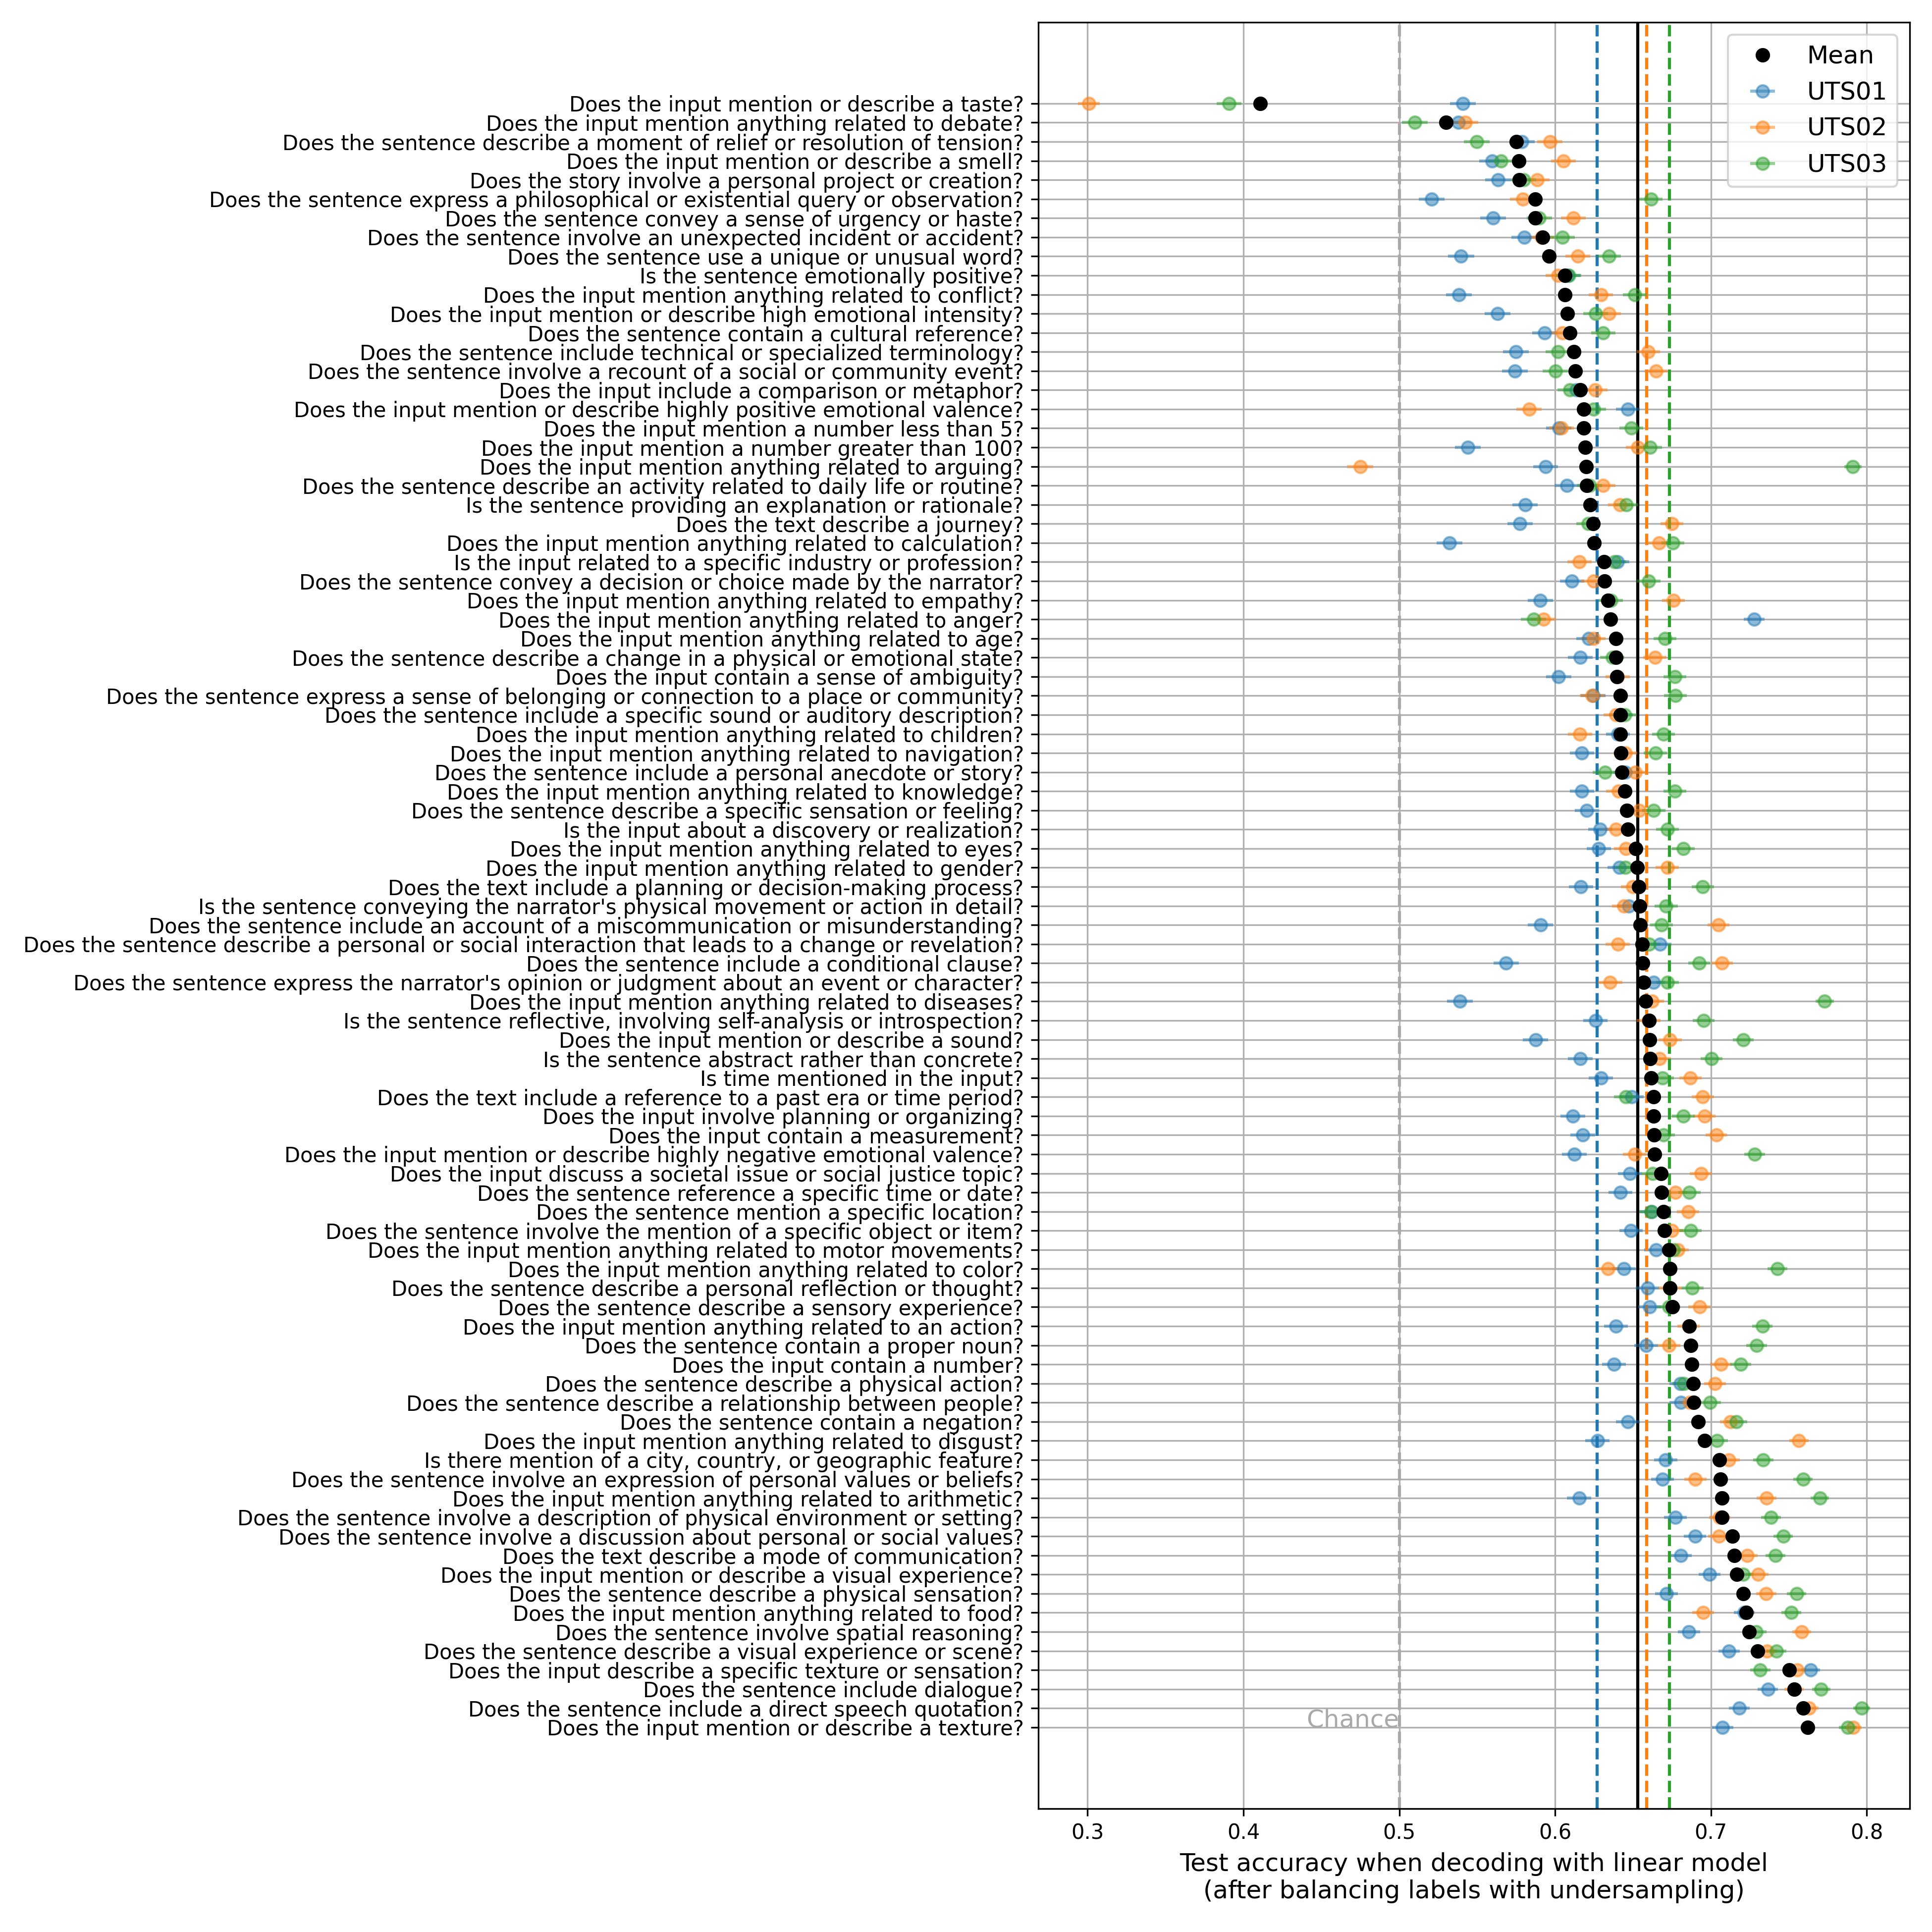 Mean
UTS01
UTS02
UTS03
Does the input mention or describe a taste?
Does the input mention anything related to debate?
Does the sentence describe a moment of relief or resolution of tension?
Does the input mention or describe a smell?
Does the story involve a personal project or creation?
Does the sentence express a philosophical or existential query or observation?
Does the sentence convey a sense of urgency or haste?
Does the sentence involve an unexpected incident or accident?
Does the sentence use a unique or unusual word?
Is the sentence emotionally positive?
Does the input mention anything related to conflict?
Does the input mention or describe high emotional intensity?
Does the sentence contain a cultural reference?
Does the sentence include technical or specialized terminology?
Does the sentence involve a recount of a social or community event?
Does the input include a comparison or metaphor?
Does the input mention or describe highly positive emotional valence?
Does the input mention a number less than 5?
Does the input mention a number greater than 100?
Does the input mention anything related to arguing?
Does the sentence describe an activity related to daily life or routine?
Is the sentence providing an explanation or rationale?
Does the text describe a journey?
Does the input mention anything related to calculation?
Is the input related to a specific industry or profession?
Does the sentence convey a decision or choice made by the narrator?
Does the input mention anything related to empathy?
Does the input mention anything related to anger?
Does the input mention anything related to age?
Does the sentence describe a change in a physical or emotional state?
Does the input contain a sense of ambiguity?
Does the sentence express a sense of belonging or connection to a place or community?
Does the sentence include a specific sound or auditory description?
Does the input mention anything related to children?
Does the input mention anything related to navigation?
Does the sentence include a personal anecdote or story?
Does the input mention anything related to knowledge?
Does the sentence describe a specific sensation or feeling?
Is the input about a discovery or realization?
Does the input mention anything related to eyes?
Does the input mention anything related to gender?
Does the text include a planning or decision-making process?
Is the sentence conveying the narrator's physical movement or action in detail?
Does the sentence include an account of a miscommunication or misunderstanding?
Does the sentence describe a personal or social interaction that leads to a change or revelation?
Does the sentence include a conditional clause?
Does the sentence express the narrator's opinion or judgment about an event or character?
Does the input mention anything related to diseases?
Is the sentence reflective, involving self-analysis or introspection?
Does the input mention or describe a sound?
Is the sentence abstract rather than concrete?
Is time mentioned in the input?
Does the text include a reference to a past era or time period?
Does the input involve planning or organizing?
Does the input contain a measurement?
Does the input mention or describe highly negative emotional valence?
Does the input discuss a societal issue or social justice topic?
Does the sentence reference a specific time or date?
Does the sentence mention a specific location?
Does the sentence involve the mention of a specific object or item?
Does the input mention anything related to motor movements?
Does the input mention anything related to color?
Does the sentence describe a personal reflection or thought?
Does the sentence describe a sensory experience?
Does the input mention anything related to an action?
Does the sentence contain a proper noun?
Does the input contain a number?
Does the sentence describe a physical action?
Does the sentence describe a relationship between people?
Does the sentence contain a negation?
Does the input mention anything related to disgust?
Is there mention of a city, country, or geographic feature?
Does the sentence involve an expression of personal values or beliefs?
Does the input mention anything related to arithmetic?
Does the sentence involve a description of physical environment or setting?
Does the sentence involve a discussion about personal or social values?
Does the text describe a mode of communication?
Does the input mention or describe a visual experience?
Does the sentence describe a physical sensation?
Does the input mention anything related to food?
Does the sentence involve spatial reasoning?
Does the sentence describe a visual experience or scene?
Does the input describe a specific texture or sensation?
Does the sentence include dialogue?
Does the sentence include a direct speech quotation?
Does the input mention or describe a texture?
Chance
0.3 0.4 0.5 0.6 0.7 0.8
Test accuracy when decoding with linear model
(after balancing labels with undersampling)